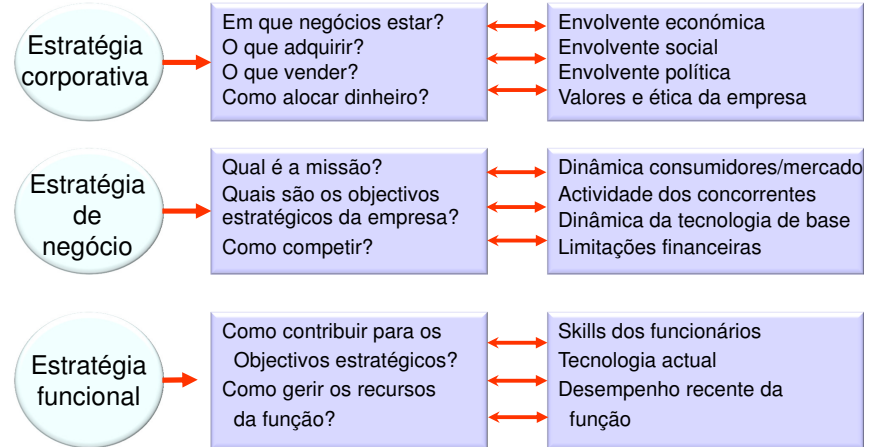 Estratégia
corporativa
Em que negócios estar?
O que adquirir?
O que vender?
Como alocar dinheiro?
Envolvente económica
Envolvente social
Envolvente política
Valores e ética da empresa
Estratégia
de
negócio
Qual é a missão?
Quais são os objectivos
estratégicos da empresa?
Como competir?
Dinâmica consumidores/mercado
Actividade dos concorrentes
Dinâmica da tecnologia de base
Limitações financeiras
Estratégia
funcional
Como contribuir para os
Objectivos estratégicos?
Como gerir os recursos
da função?
Skills dos funcionários
Tecnologia actual
Desempenho recente da
função